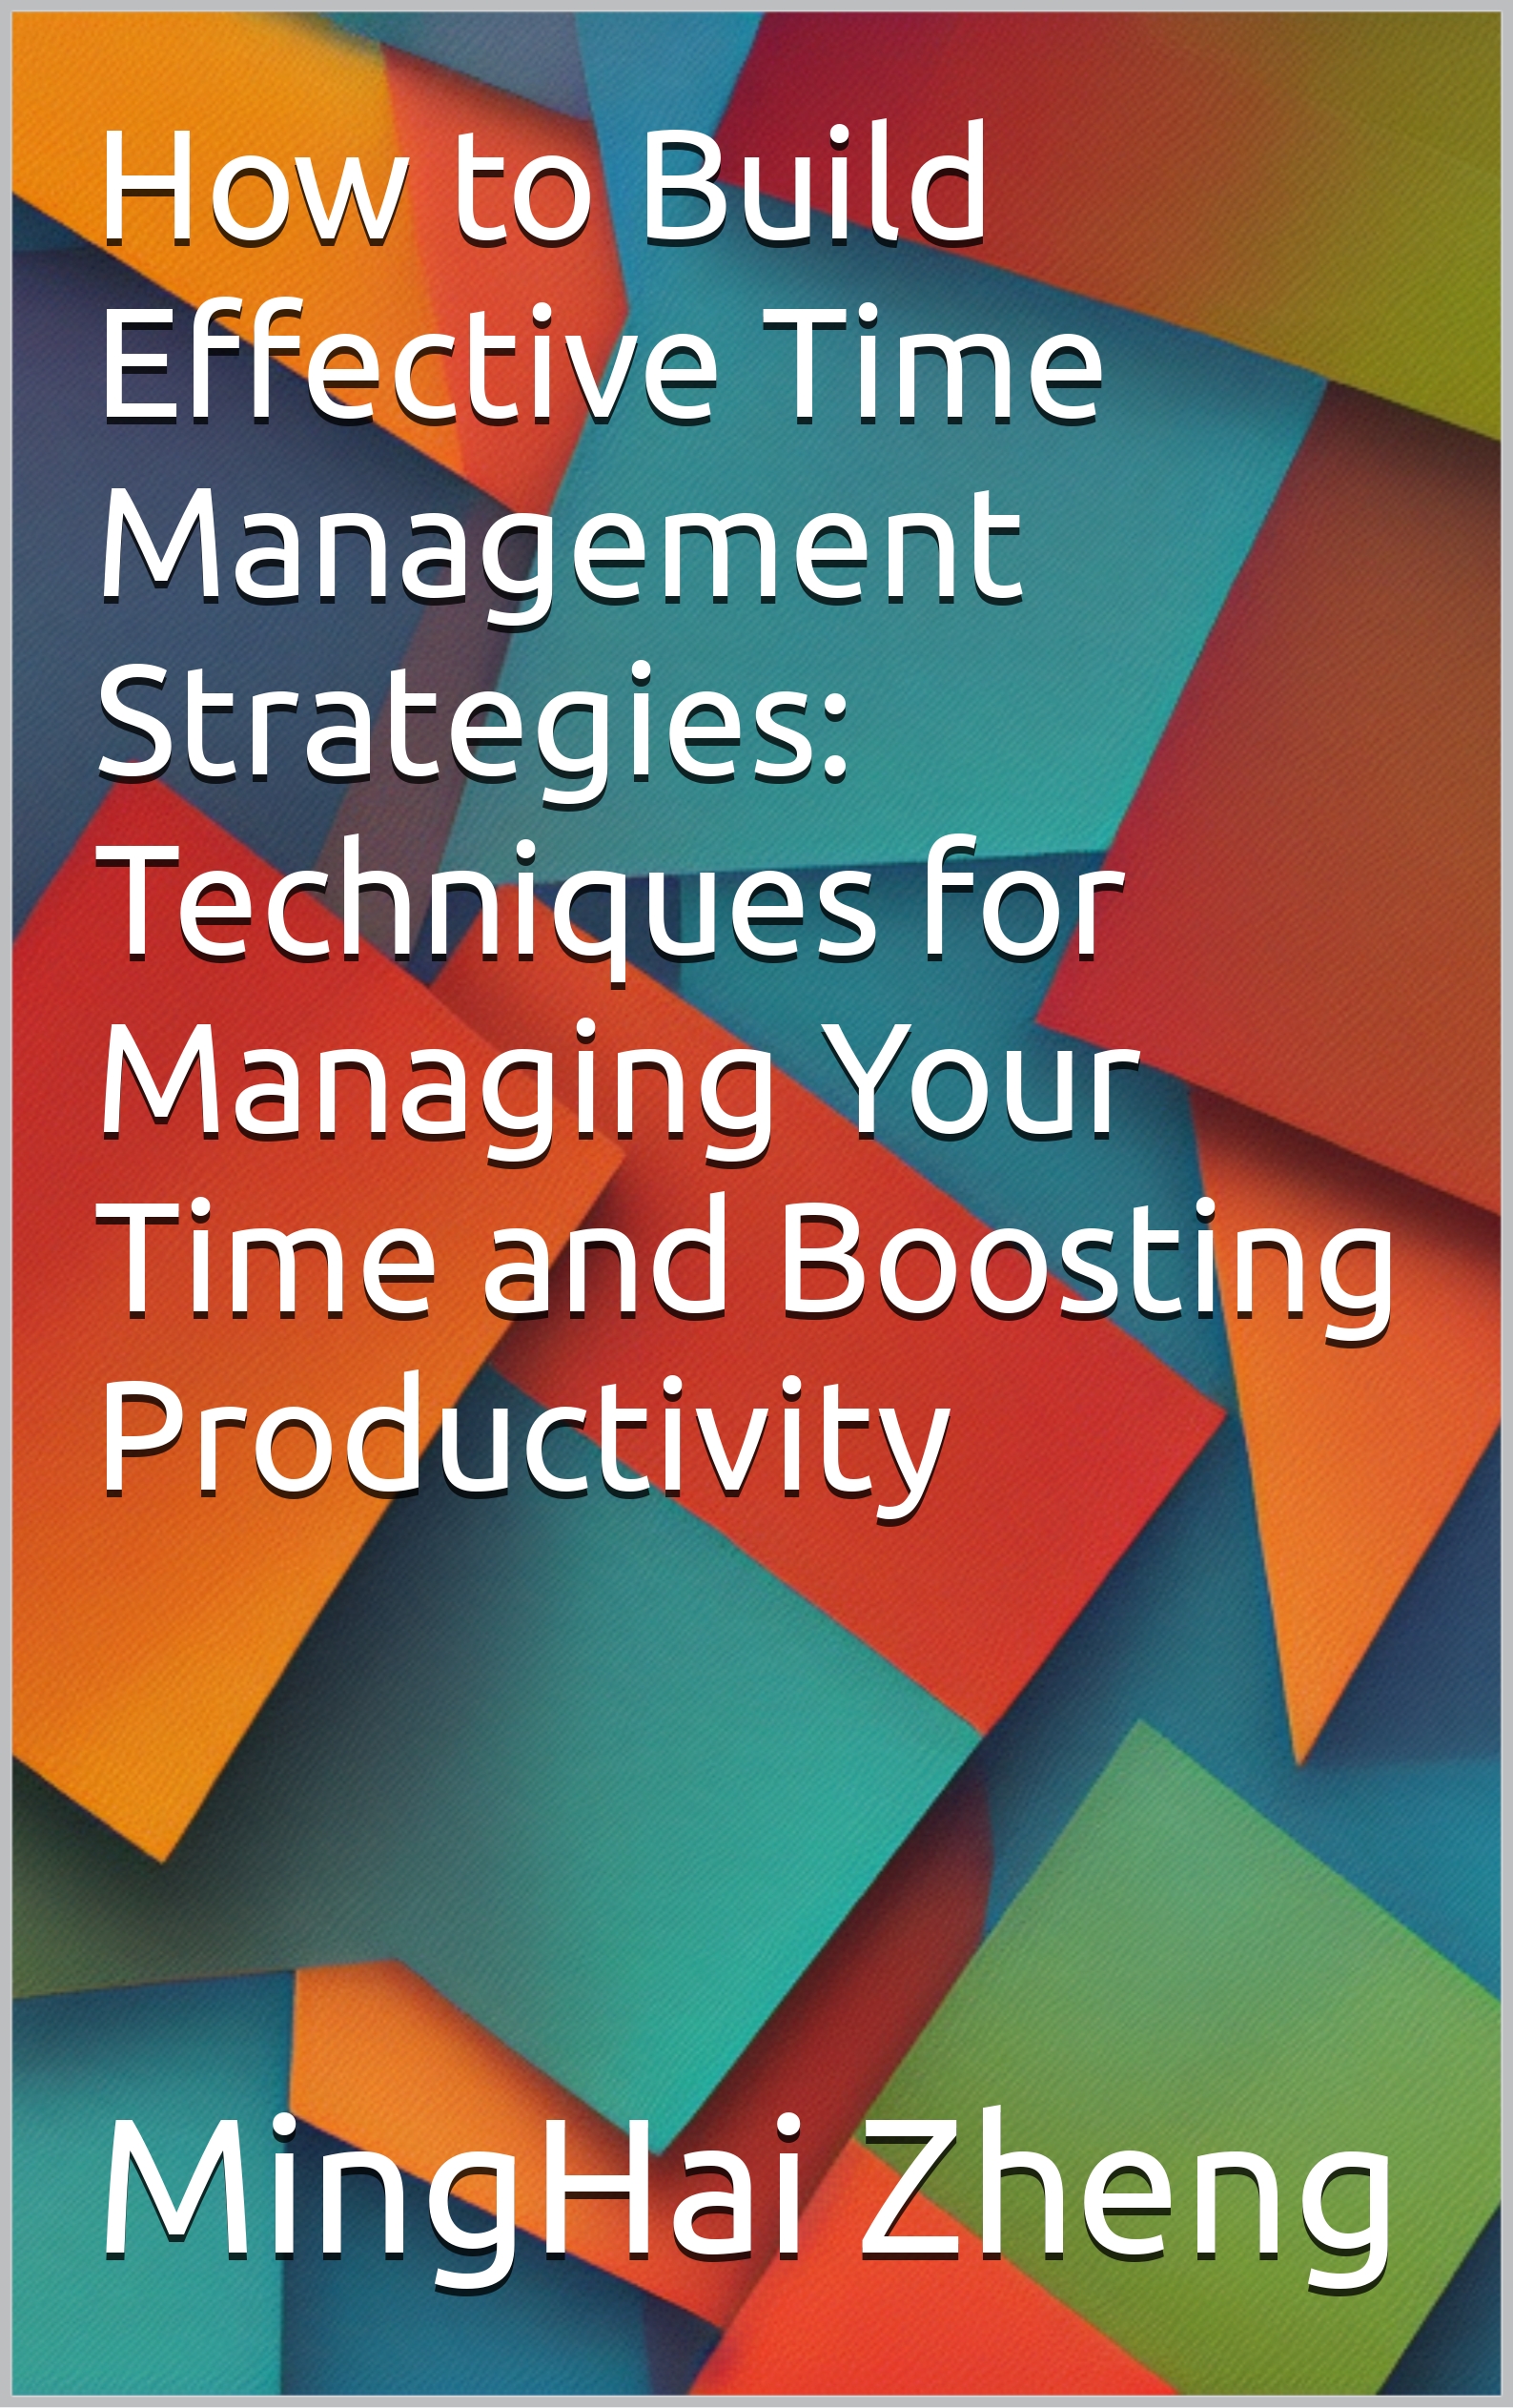 How to Build
Effective Time
Management
Strategies:
Techniques for
Managing Your
Time and Boosting
Productivity
MingHai Zheng